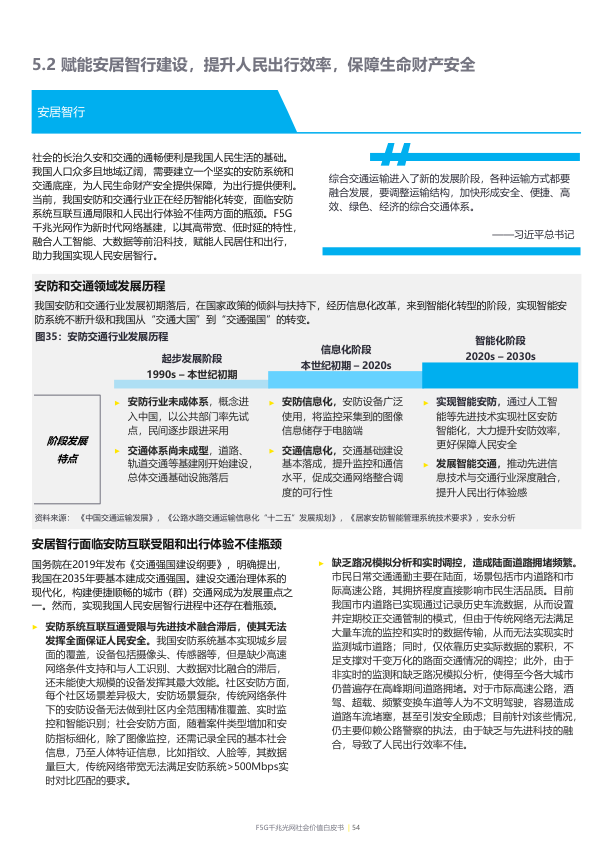 5.2 赋能安居智行建设，提升人民出行效率，保障生命财产安全
安居智行
社会的长治久安和交通的通畅便利是我国人民生活的基础。
我国人口众多且地域辽阔，需要建立一个坚实的安防系统和
交通底座，为人民生命财产安全提供保障，为出行提供便利。
当前，我国安防和交通行业正在经历智能化转变，面临安防
系统互联互通局限和人民出行体验不佳两方面的瓶颈。F5G
千兆光网作为新时代网络基建，以其高带宽、低时延的特性，
融合人工智能、大数据等前沿科技，赋能人民居住和出行，
助力我国实现人民安居智行。
综合交通运输进入了新的发展阶段，各种运输方式都要
融合发展，要调整运输结构，加快形成安全、便捷、高
效、绿色、经济的综合交通体系。
——习近平总书记
安防和交通领域发展历程
我国安防和交通行业发展初期落后，在国家政策的倾斜与扶持下，经历信息化改革，来到智能化转型的阶段，实现智能安
防系统不断升级和我国从“交通大国”到“交通强国”的转变。
图35：安防交通行业发展历程
起步发展阶段
1990s – 本世纪初期
信息化阶段
本世纪初期 – 2020s
智能化阶段
2020s – 2030s
阶段发展
特点
► 安防行业未成体系，概念进
入中国，以公共部门率先试
点，民间逐步跟进采用
► 交通体系尚未成型，道路、
轨道交通等基建刚开始建设，
总体交通基础设施落后
► 安防信息化，安防设备广泛
使用，将监控采集到的图像
信息储存于电脑端
► 交通信息化，交通基础建设
基本落成，提升监控和通信
水平，促成交通网络整合调
度的可行性
► 实现智能安防，通过人工智
能等先进技术实现社区安防
智能化，大力提升安防效率，
更好保障人民安全
► 发展智能交通，推动先进信
息技术与交通行业深度融合，
提升人民出行体验感
资料来源：《中国交通运输发展》，《公路水路交通运输信息化“十二五”发展规划》，《居家安防智能管理系统技术要求》，安永分析
安居智行面临安防互联受阻和出行体验不佳瓶颈
国务院在2019年发布《交通强国建设纲要》，明确提出，
我国在2035年要基本建成交通强国。建设交通治理体系的
现代化，构建便捷顺畅的城市（群）交通网成为发展重点之
一。然而，实现我国人民安居智行进程中还存在着瓶颈。
► 安防系统互联互通受限与先进技术融合滞后，使其无法
发挥全面保证人民安全。我国安防系统基本实现城乡层
面的覆盖，设备包括摄像头、传感器等，但是缺少高速
网络条件支持和与人工识别、大数据对比融合的滞后，
还未能使大规模的设备发挥其最大效能。社区安防方面，
每个社区场景差异极大，安防场景复杂，传统网络条件
下的安防设备无法做到社区内全范围精准覆盖、实时监
控和智能识别；社会安防方面，随着案件类型增加和安
防指标细化，除了图像监控，还需记录全民的基本社会
信息，乃至人体特征信息，比如指纹、人脸等，其数据
量巨大，传统网络带宽无法满足安防系统>500Mbps实
时对比匹配的要求。
► 缺乏路况模拟分析和实时调控，造成陆面道路拥堵频繁。
市民日常交通通勤主要在陆面，场景包括市内道路和市
际高速公路，其拥挤程度直接影响市民生活品质。目前
我国市内道路已实现通过记录历史车流数据，从而设置
并定期校正交通管制的模式，但由于传统网络无法满足
大量车流的监控和实时的数据传输，从而无法实现实时
监测城市道路；同时，仅依靠历史实际数据的累积，不
足支撑对千变万化的路面交通情况的调控；此外，由于
非实时的监测和缺乏路况模拟分析，使得至今各大城市
仍普遍存在高峰期间道路拥堵。对于市际高速公路，酒
驾、超载、频繁变换车道等人为不文明驾驶，容易造成
道路车流堵塞，甚至引发安全顾虑；目前针对该些情况，
仍主要仰赖公路警察的执法，由于缺乏与先进科技的融
合，导致了人民出行效率不佳。
F5G千兆光网社会价值白皮书 | 54